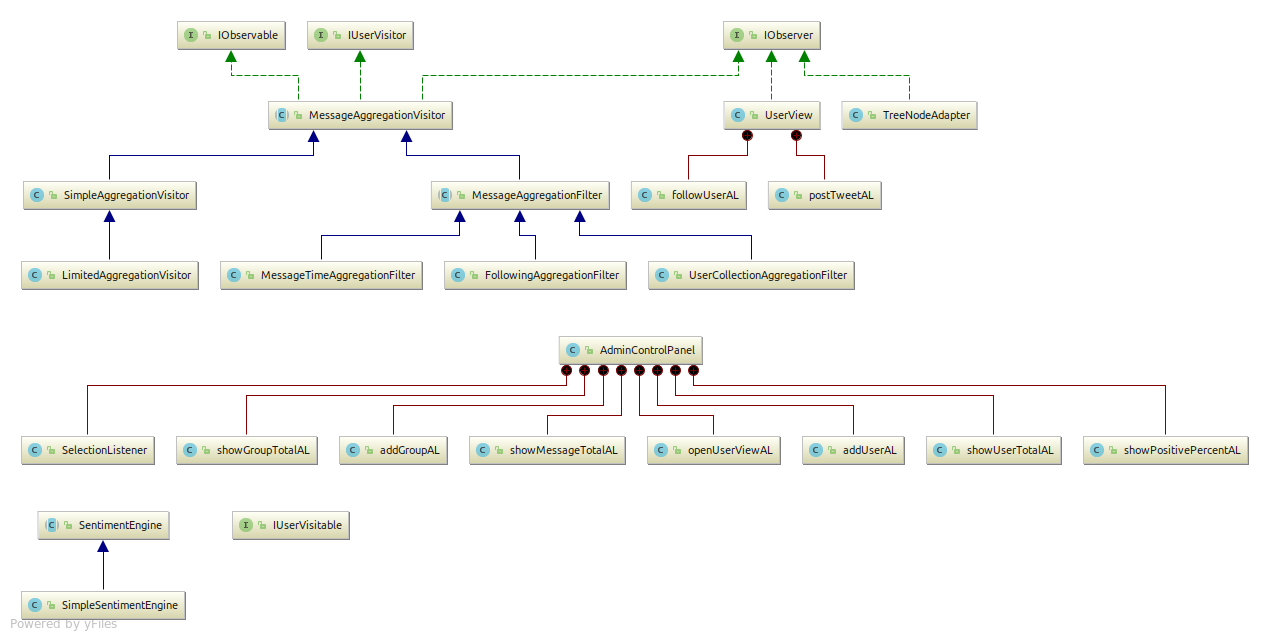 IObservable
IUserVisitor
IObserver
MessageAggregationVisitor
UserView
TreeNodeAdapter
SimpleAggregationVisitor
MessageAggregationFilter
followUserAL
postTweetAL
LimitedAggregationVisitor
MessageTimeAggregationFilter
FollowingAggregationFilter
UserCollectionAggregationFilter
AdminControlPanel
SelectionListener
showGroupTotalAL
addGroupAL
showMessageTotalAL
openUserViewAL
addUserAL
showUserTotalAL
showPositivePercentAL
SentimentEngine
IUserVisitable
SimpleSentimentEngine
Powered by yFiles